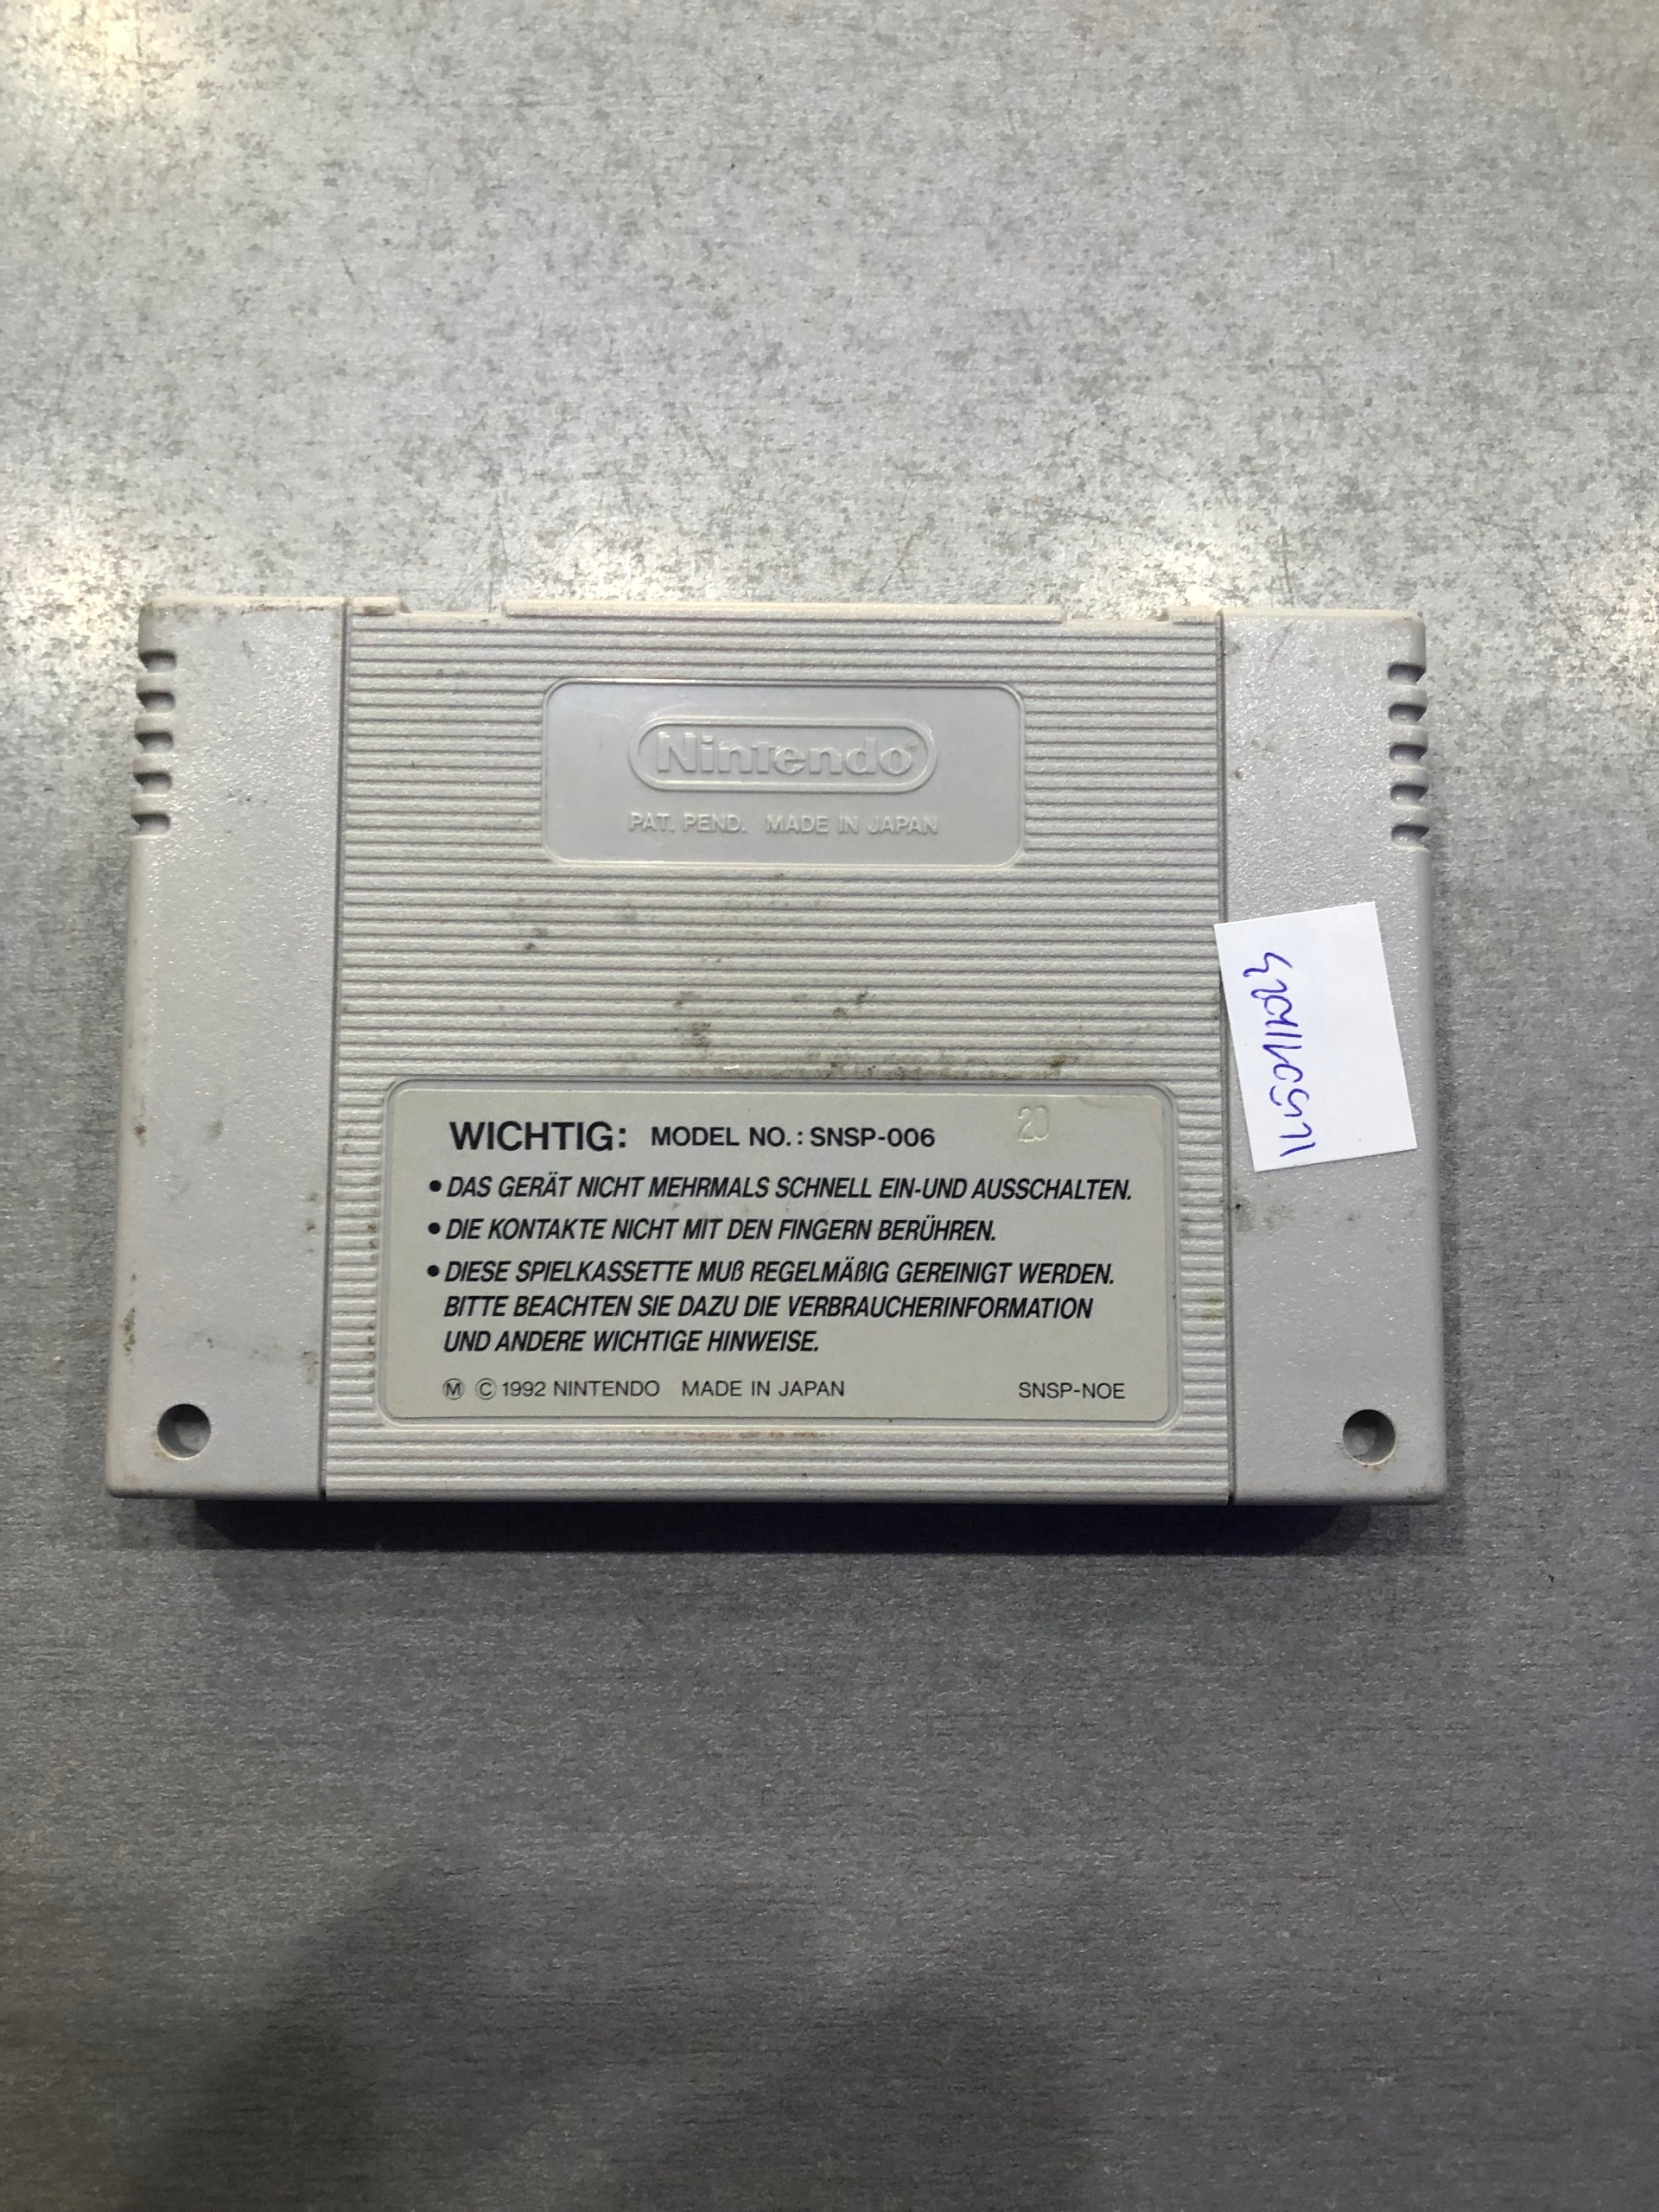 Nintendo®
PAT. PEND. MADE IN JAPAN
WICHTIG: MODEL NO.: SNSP-006
20
• DAS GERÄT NICHT MEHRMALS SCHNELL EIN-UND AUSSCHALTEN.
• DIE KONTAKTE NICHT MIT DEN FINGERN BERÜHREN.
• DIESE SPIELKASSETTE MUß REGELMÄßIG GEREINIGT WERDEN.
BITTE BEACHTEN SIE DAZU DIE VERBRAUCHERINFORMATION
UND ANDERE WICHTIGE HINWEISE.
Ⓜ © 1992 NINTENDO MADE IN JAPAN SNSP-NOE